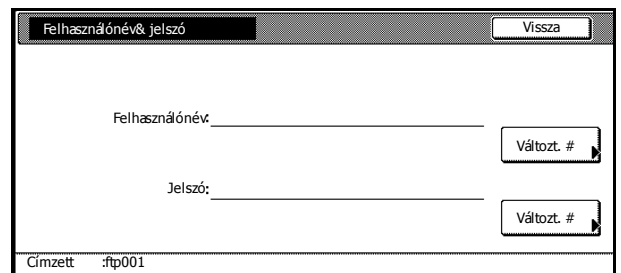 Felhasználónév& jelszó
Vissza
Felhasználónév:
Változt. #
Jelszó:
Változt. #
Címzett :ftp001